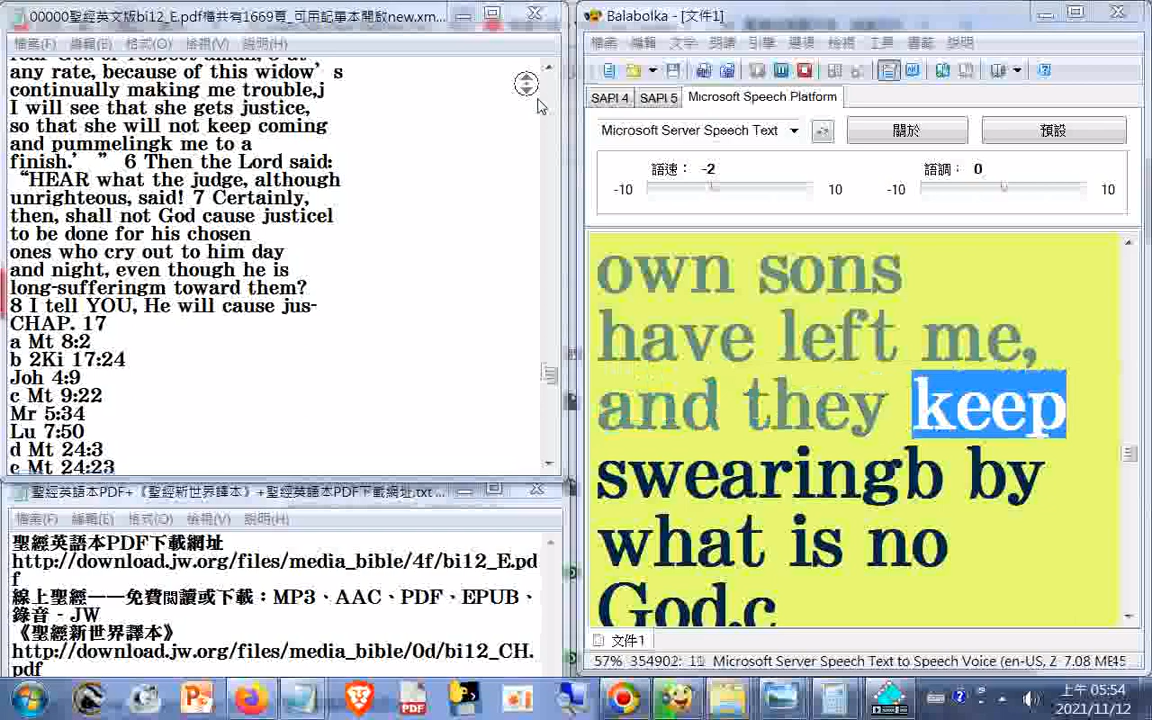 00000聖經英文版bi12_E.pdf檔共有1669頁_可用記事本開啟new.xm...
檔案(F) 編輯(E) 格式(O) 檢視(V) 說明(H)
any rate, because of this widow's
continually making me trouble,j
I will see that she gets justice,
so that she will not keep coming
and pummelingk me to a
finish.' ” 6 Then the Lord said:
“HEAR what the judge, although
unrighteous, said! 7 Certainly,
then, shall not God cause justicel
to be done for his chosen
ones who cry out to him day
and night, even though he is
long-sufferingm toward them?
8 I tell YOU, He will cause jus-
CHAP. 17
a Mt 8:2
b 2Ki 17:24
Joh 4:9
c Mt 9:22
Mr 5:34
Lu 7:50
d Mt 24:3
e Mt 24:23
聖經英語本PDF+《聖經新世界譯本》+聖經英語本PDF下載網址.txt ...
檔案(F) 編輯(E) 格式(O) 檢視(V) 說明(H)
聖經英語本PDF下載網址
http://download.jw.org/files/media_bible/4f/bi12_E.pd
f
線上聖經——免費閱讀或下載：MP3、AAC、PDF、EPUB、
錄音 - JW
《聖經新世界譯本》
http://download.jw.org/files/media_bible/0d/bi12_CH.
pdf
Balabolka - [文件1]
檔案 編輯 文字 朗讀 引擎 選項 檢視 工具 書籤 說明
SAPI 4 SAPI 5 Microsoft Speech Platform
Microsoft Server Speech Text 關於 預設
語速： -2 語調： 0
-10 10 -10 10
own sons
have left me,
and they keep
swearingb by
what is no
God.c
文件1
57% 354902: 11 Microsoft Server Speech Text to Speech Voice (en-US, Z 7.08 ME45
上午 05:54
2021/11/12